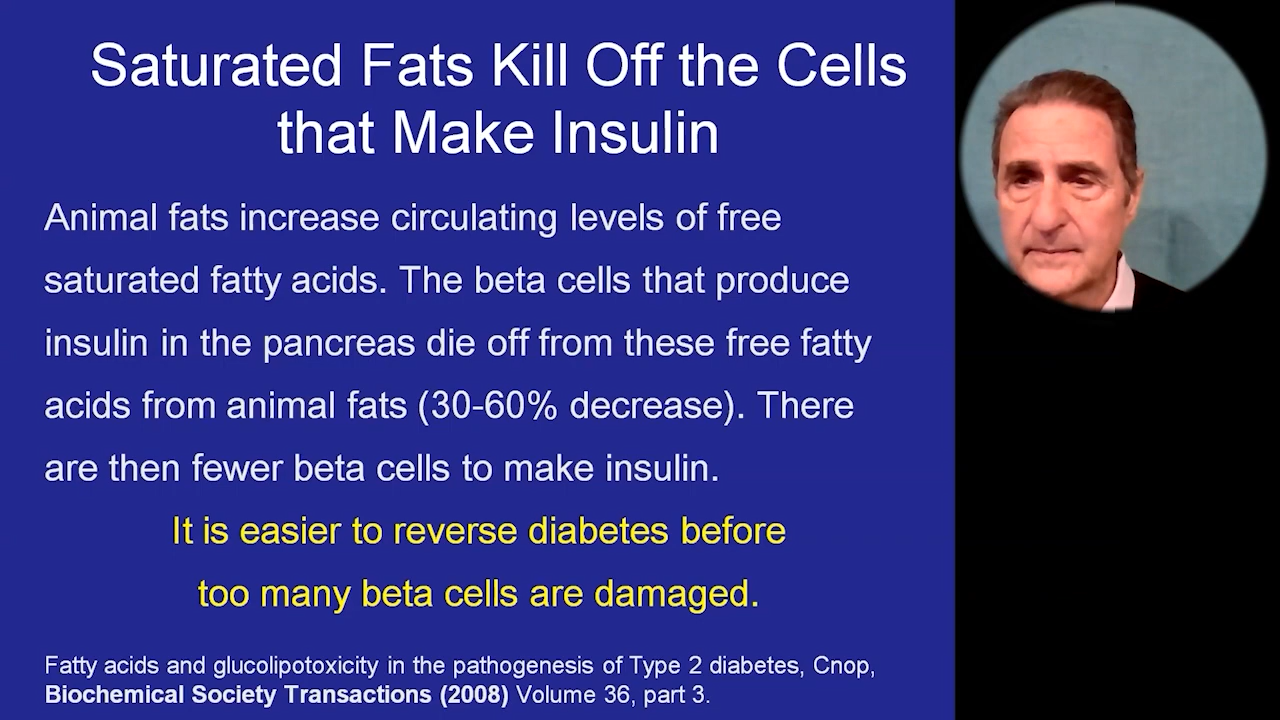 Saturated Fats Kill Off the Cells
that Make Insulin
Animal fats increase circulating levels of free
saturated fatty acids. The beta cells that produce
insulin in the pancreas die off from these free fatty
acids from animal fats (30-60% decrease). There
are then fewer beta cells to make insulin.
It is easier to reverse diabetes before
too many beta cells are damaged.
Fatty acids and glucolipotoxicity in the pathogenesis of Type 2 diabetes, Cnop,
Biochemical Society Transactions (2008) Volume 36, part 3.